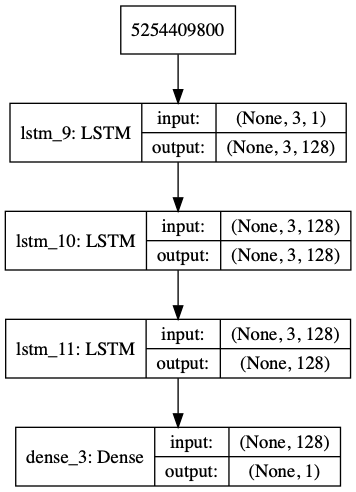 5254409800
lstm_9: LSTM
input: (None, 3, 1)
output: (None, 3, 128)
lstm_10: LSTM
input: (None, 3, 128)
output: (None, 3, 128)
lstm_11: LSTM
input: (None, 3, 128)
output: (None, 128)
dense_3: Dense
input: (None, 128)
output: (None, 1)